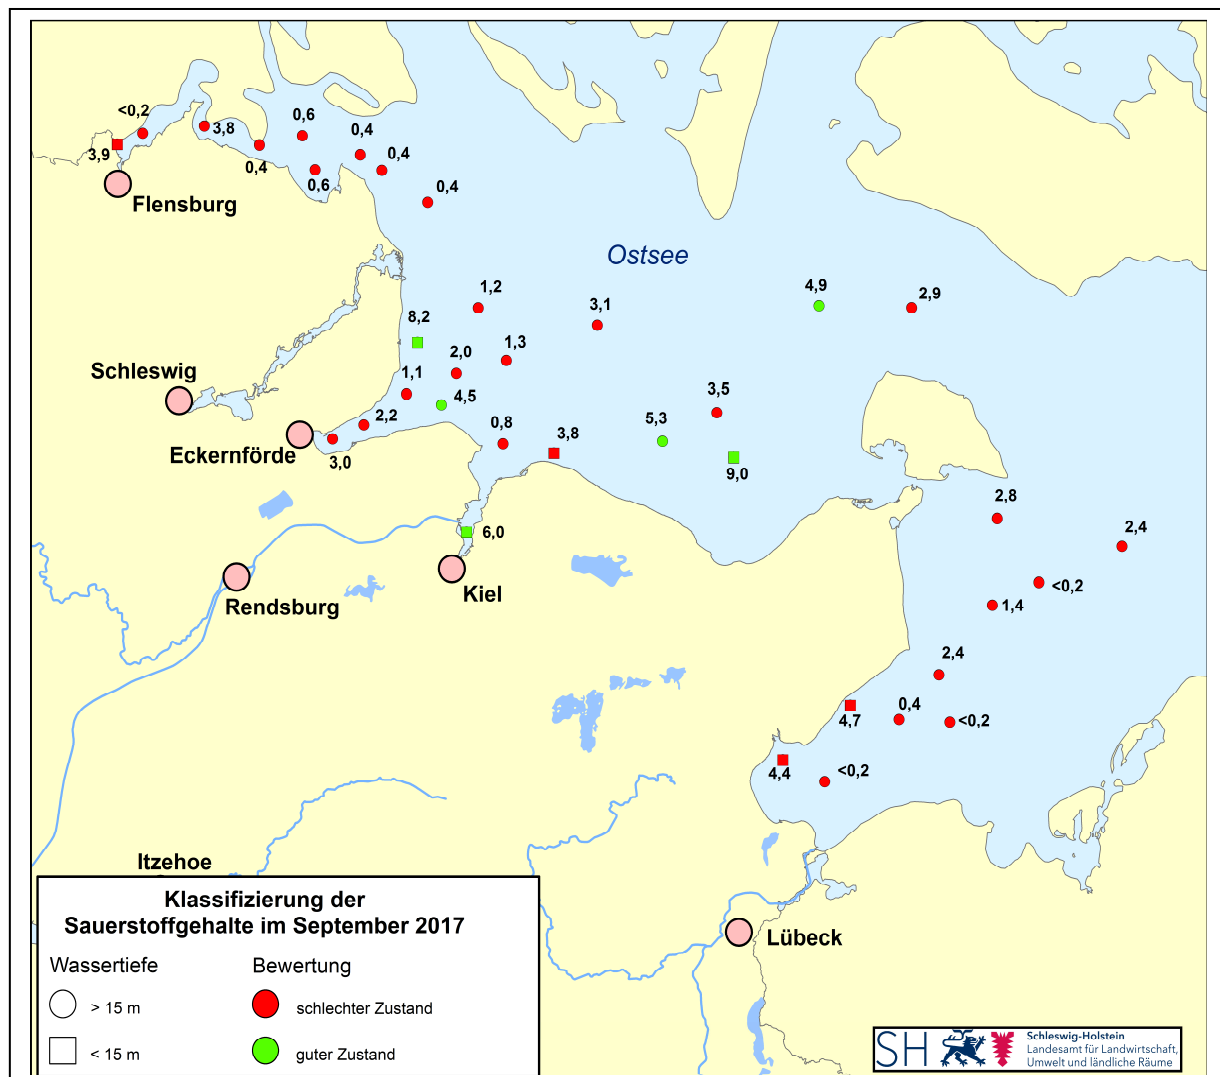 <0,2
3,9
3,8
0,4
0,6
0,6
0,4
0,4
0,4
Flensburg
Ostsee
1,2
3,1
4,9
2,9
8,2
1,3
2,0
1,1
4,5
Schleswig
2,2
3,0
Eckernförde
0,8
3,8
5,3
3,5
9,0
6,0
Kiel
Rendsburg
2,8
2,4
<0,2
1,4
2,4
0,4
<0,2
4,7
4,4
<0,2
Itzehoe
Lübeck
Klassifizierung der
Sauerstoffgehalte im September 2017
Wassertiefe Bewertung
> 15 m schlechter Zustand
< 15 m guter Zustand
SH
Schleswig-Holstein
Landesamt für Landwirtschaft,
Umwelt und ländliche Räume